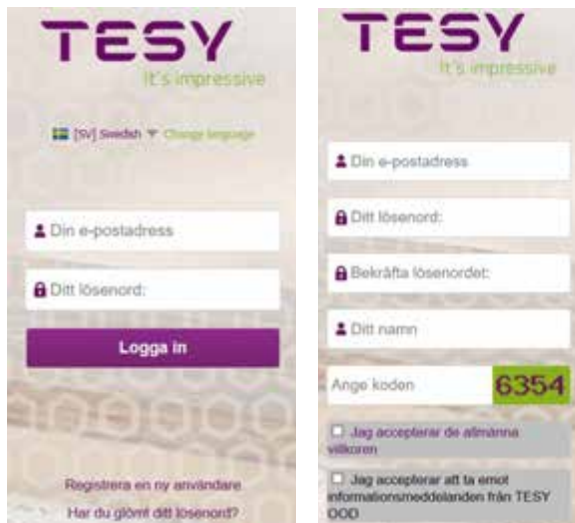 TESY
It's impressive
[SV] Swedish Change language
Din e-postadress
Ditt lösenord:
Logga in
Registrera en ny användare
Har du glömt ditt lösenord?
TESY
It's impressive
Din e-postadress
Ditt lösenord:
Bekräfta lösenordet:
Ditt namn
Ange koden 6354
Jag accepterar de allmänna
villkoren
Jag accepterar att ta emot
informationsmeddelanden från TESY
OOD